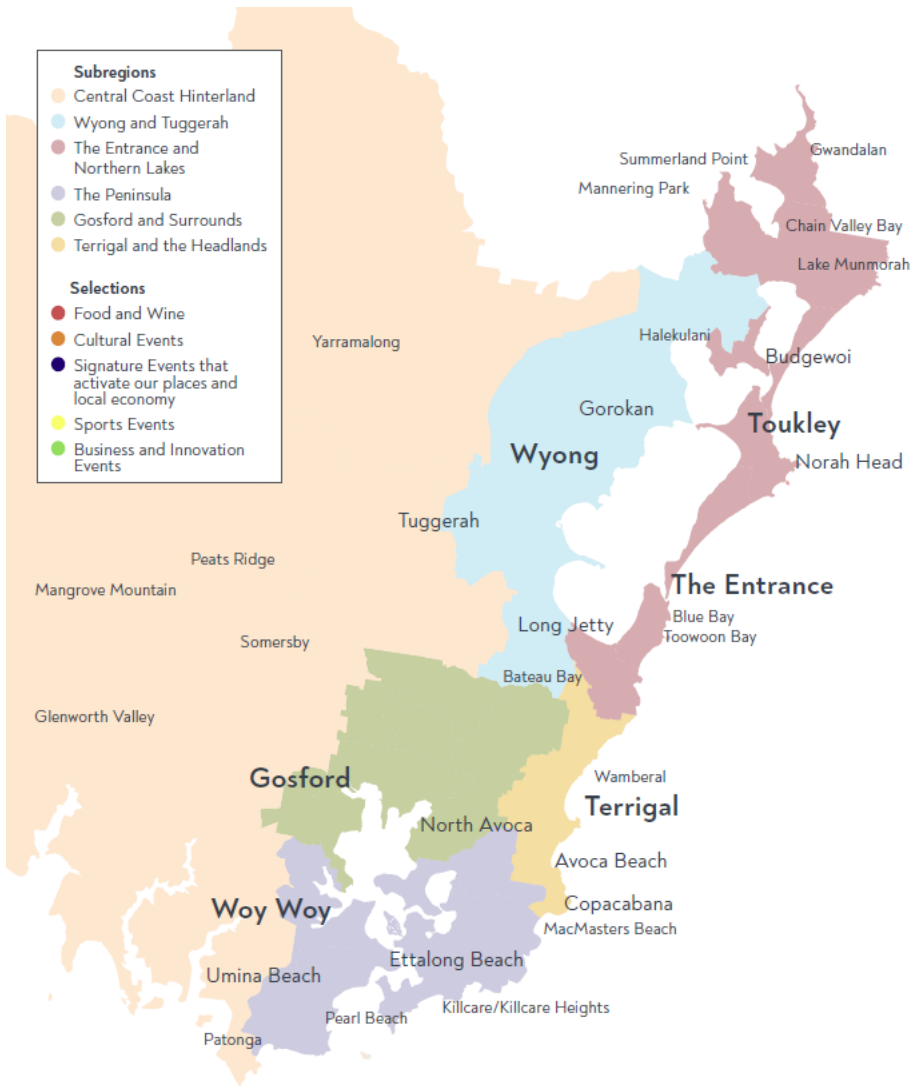 Subregions
Central Coast Hinterland
Wyong and Tuggerah
The Entrance and
Northern Lakes
The Peninsula
Gosford and Surrounds
Terrigal and the Headlands
Selections
Food and Wine
Cultural Events
Signature Events that
activate our places and
local economy
Sports Events
Business and Innovation
Events
Gwandalan
Summerland Point
Mannering Park
Chain Valley Bay
Lake Munmorah
Yarramalong
Halekulani
Budgewoi
Gorokan
Toukley
Wyong
Norah Head
Tuggerah
Peats Ridge
Mangrove Mountain
The Entrance
Blue Bay
Long Jetty
Toowoon Bay
Somersby
Bateau Bay
Glenworth Valley
Gosford
Wamberal
Terrigal
North Avoca
Avoca Beach
Copacabana
Woy Woy
MacMasters Beach
Ettalong Beach
Umina Beach
Killcare/Killcare Heights
Pearl Beach
Patonga